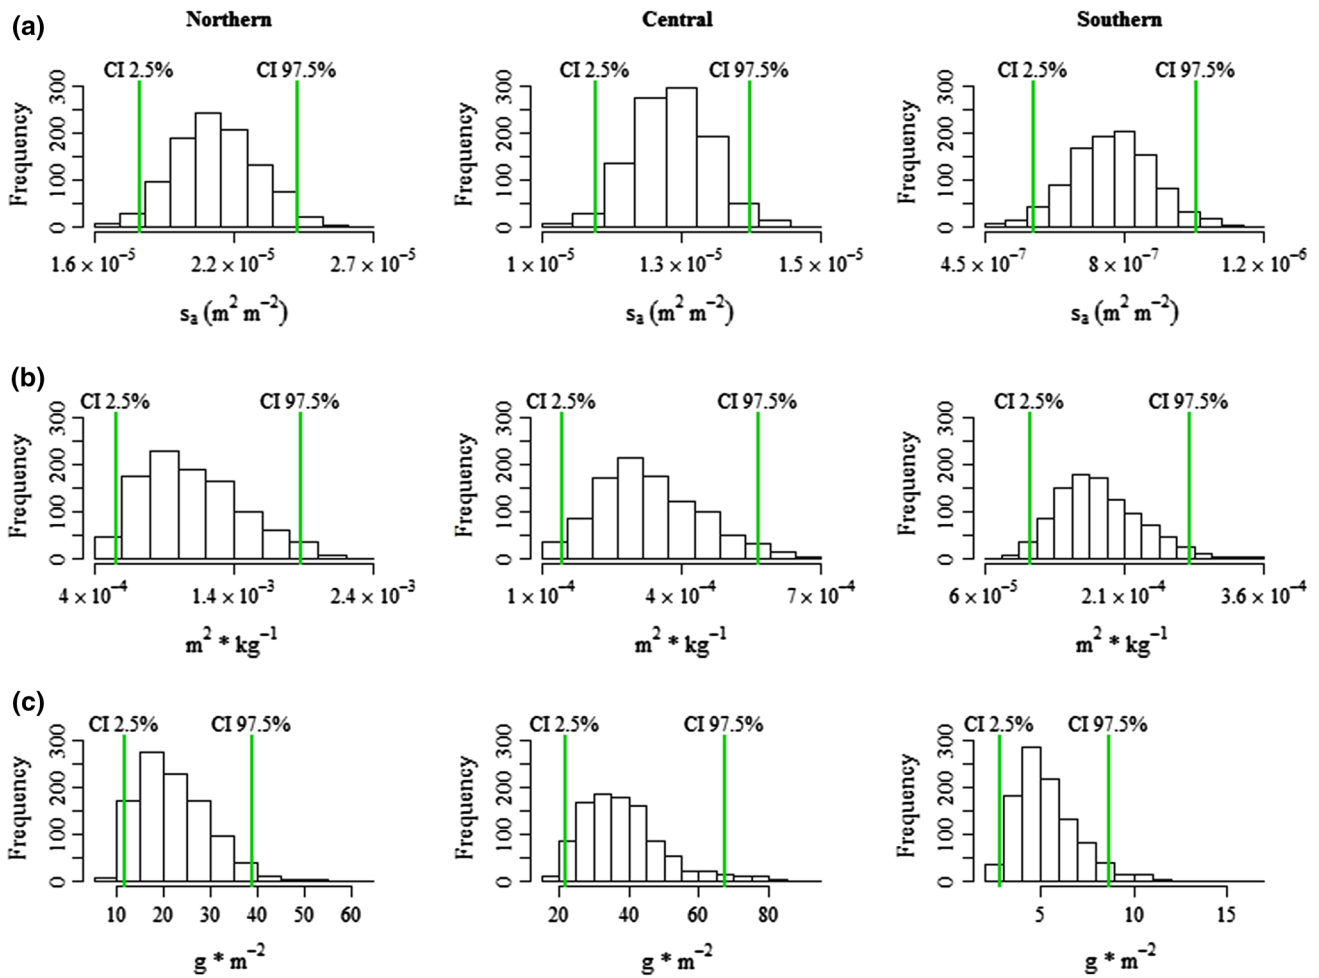 (a) Northern Central Southern
CI 2.5% CI 97.5% CI 2.5% CI 97.5% CI 2.5% CI 97.5%
Frequency 0 100 200 300 Frequency 0 100 200 300 Frequency 0 100 200 300
1.6 × 10⁻⁵ 2.2 × 10⁻⁵ 2.7 × 10⁻⁵ 1 × 10⁻⁵ 1.3 × 10⁻⁵ 1.5 × 10⁻⁵ 4.5 × 10⁻⁷ 8 × 10⁻⁷ 1.2 × 10⁻⁶
sₐ (m² m⁻²) sₐ (m² m⁻²) sₐ (m² m⁻²)
(b)
CI 2.5% CI 97.5% CI 2.5% CI 97.5% CI 2.5% CI 97.5%
Frequency 0 100 200 300 Frequency 0 100 200 300 Frequency 0 100 200 300
4 × 10⁻⁴ 1.4 × 10⁻³ 2.4 × 10⁻³ 1 × 10⁻⁴ 4 × 10⁻⁴ 7 × 10⁻⁴ 6 × 10⁻⁵ 2.1 × 10⁻⁴ 3.6 × 10⁻⁴
m² * kg⁻¹ m² * kg⁻¹ m² * kg⁻¹
(c)
CI 2.5% CI 97.5% CI 2.5% CI 97.5% CI 2.5% CI 97.5%
Frequency 0 100 200 300 Frequency 0 100 200 300 Frequency 0 100 200 300
10 20 30 40 50 60 20 40 60 80 5 10 15
g * m⁻² g * m⁻² g * m⁻²